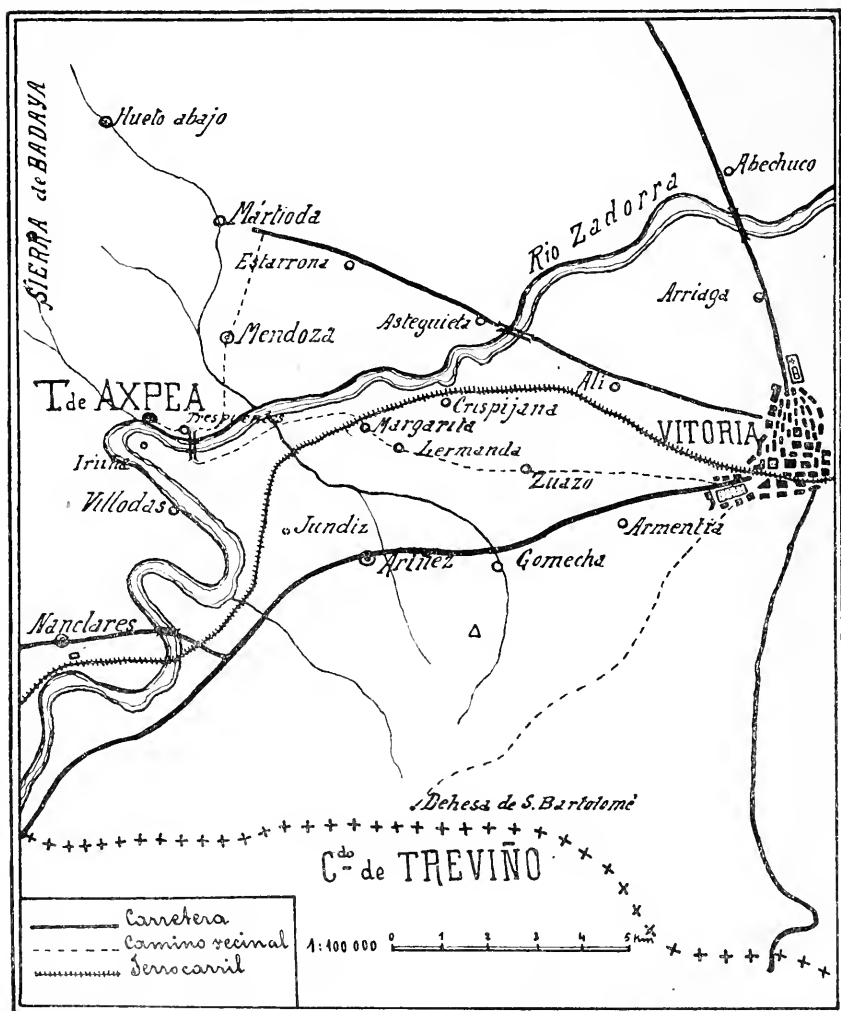 Hueto abajo
SIERRA de BADAYA
Abechuco
Mártioda
Rio Zadorra
Estarrona
Arriaga
Asteguieta
Mendoza
Ali
T. de AXPEA
Trespuentes
Crispijana
Margarita
VITORIA
Lermanda
Iruña
Zuazo
Villodas
Jundiz
Armentia
Ariñez
Gomecha
Nanclares
Dehesa de S. Bartolomé
Cdo de TREVIÑO
Carretera
Camino vecinal
Ferrocarril
1:100 000 0 1 2 3 4 5 Km.